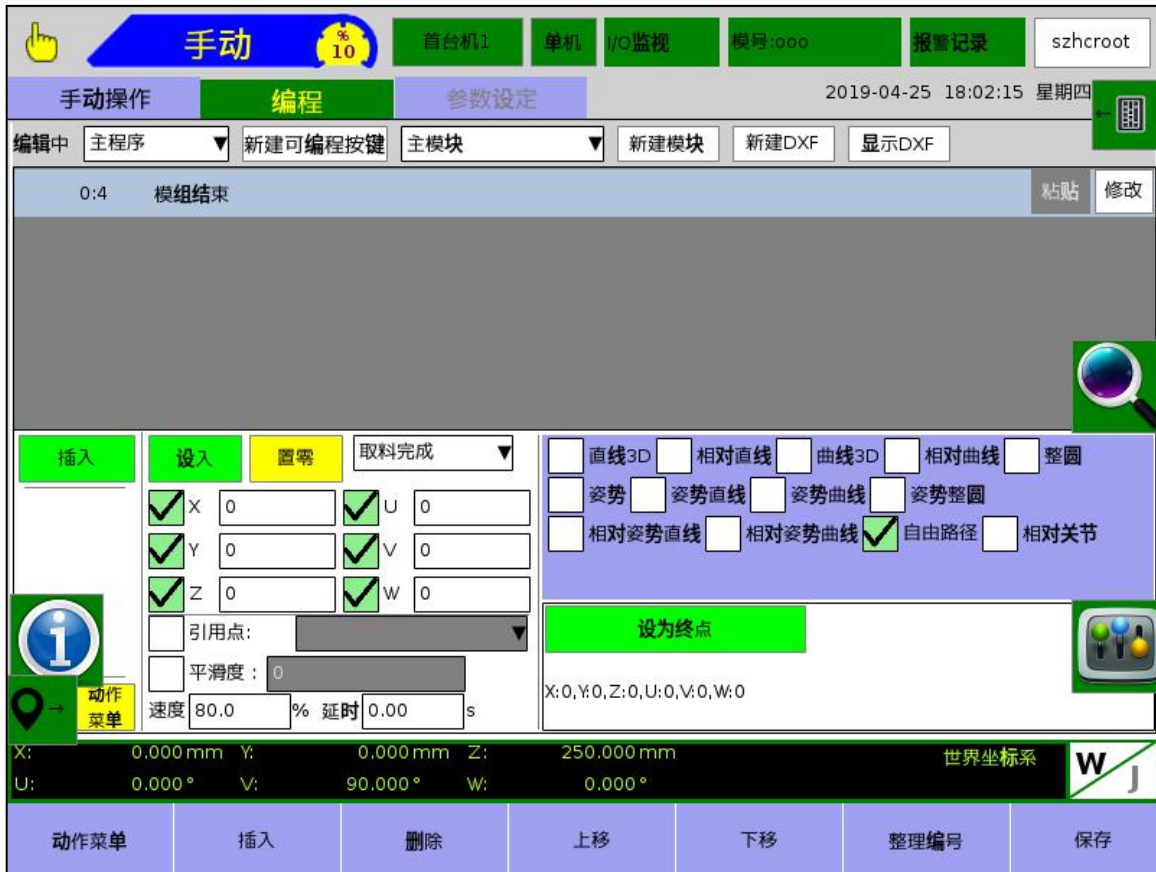 手动 % 10 首台机1 单机 I/O监视 模号:ooo 报警记录 szhcroot
手动操作 编程 参数设定 2019-04-25 18:02:15 星期四
编辑中 主程序 新建可编程按键 主模块 新建模块 新建DXF 显示DXF
0:4 模组结束 粘贴 修改
插入 设入 置零 取料完成 直线3D 相对直线 曲线3D 相对曲线 整圆
姿势 姿势直线 姿势曲线 姿势整圆
X 0 U 0
相对姿势直线 相对姿势曲线 自由路径 相对关节
Y 0 V 0
Z 0 W 0
引用点: 设为终点
平滑度：0
X:0,Y:0,Z:0,U:0,V:0,W:0
动作菜单 速度 80.0 % 延时 0.00 s
X: 0.000mm Y: 0.000mm Z: 250.000mm 世界坐标系 W J
U: 0.000° V: 90.000° W: 0.000°
动作菜单 插入 删除 上移 下移 整理编号 保存